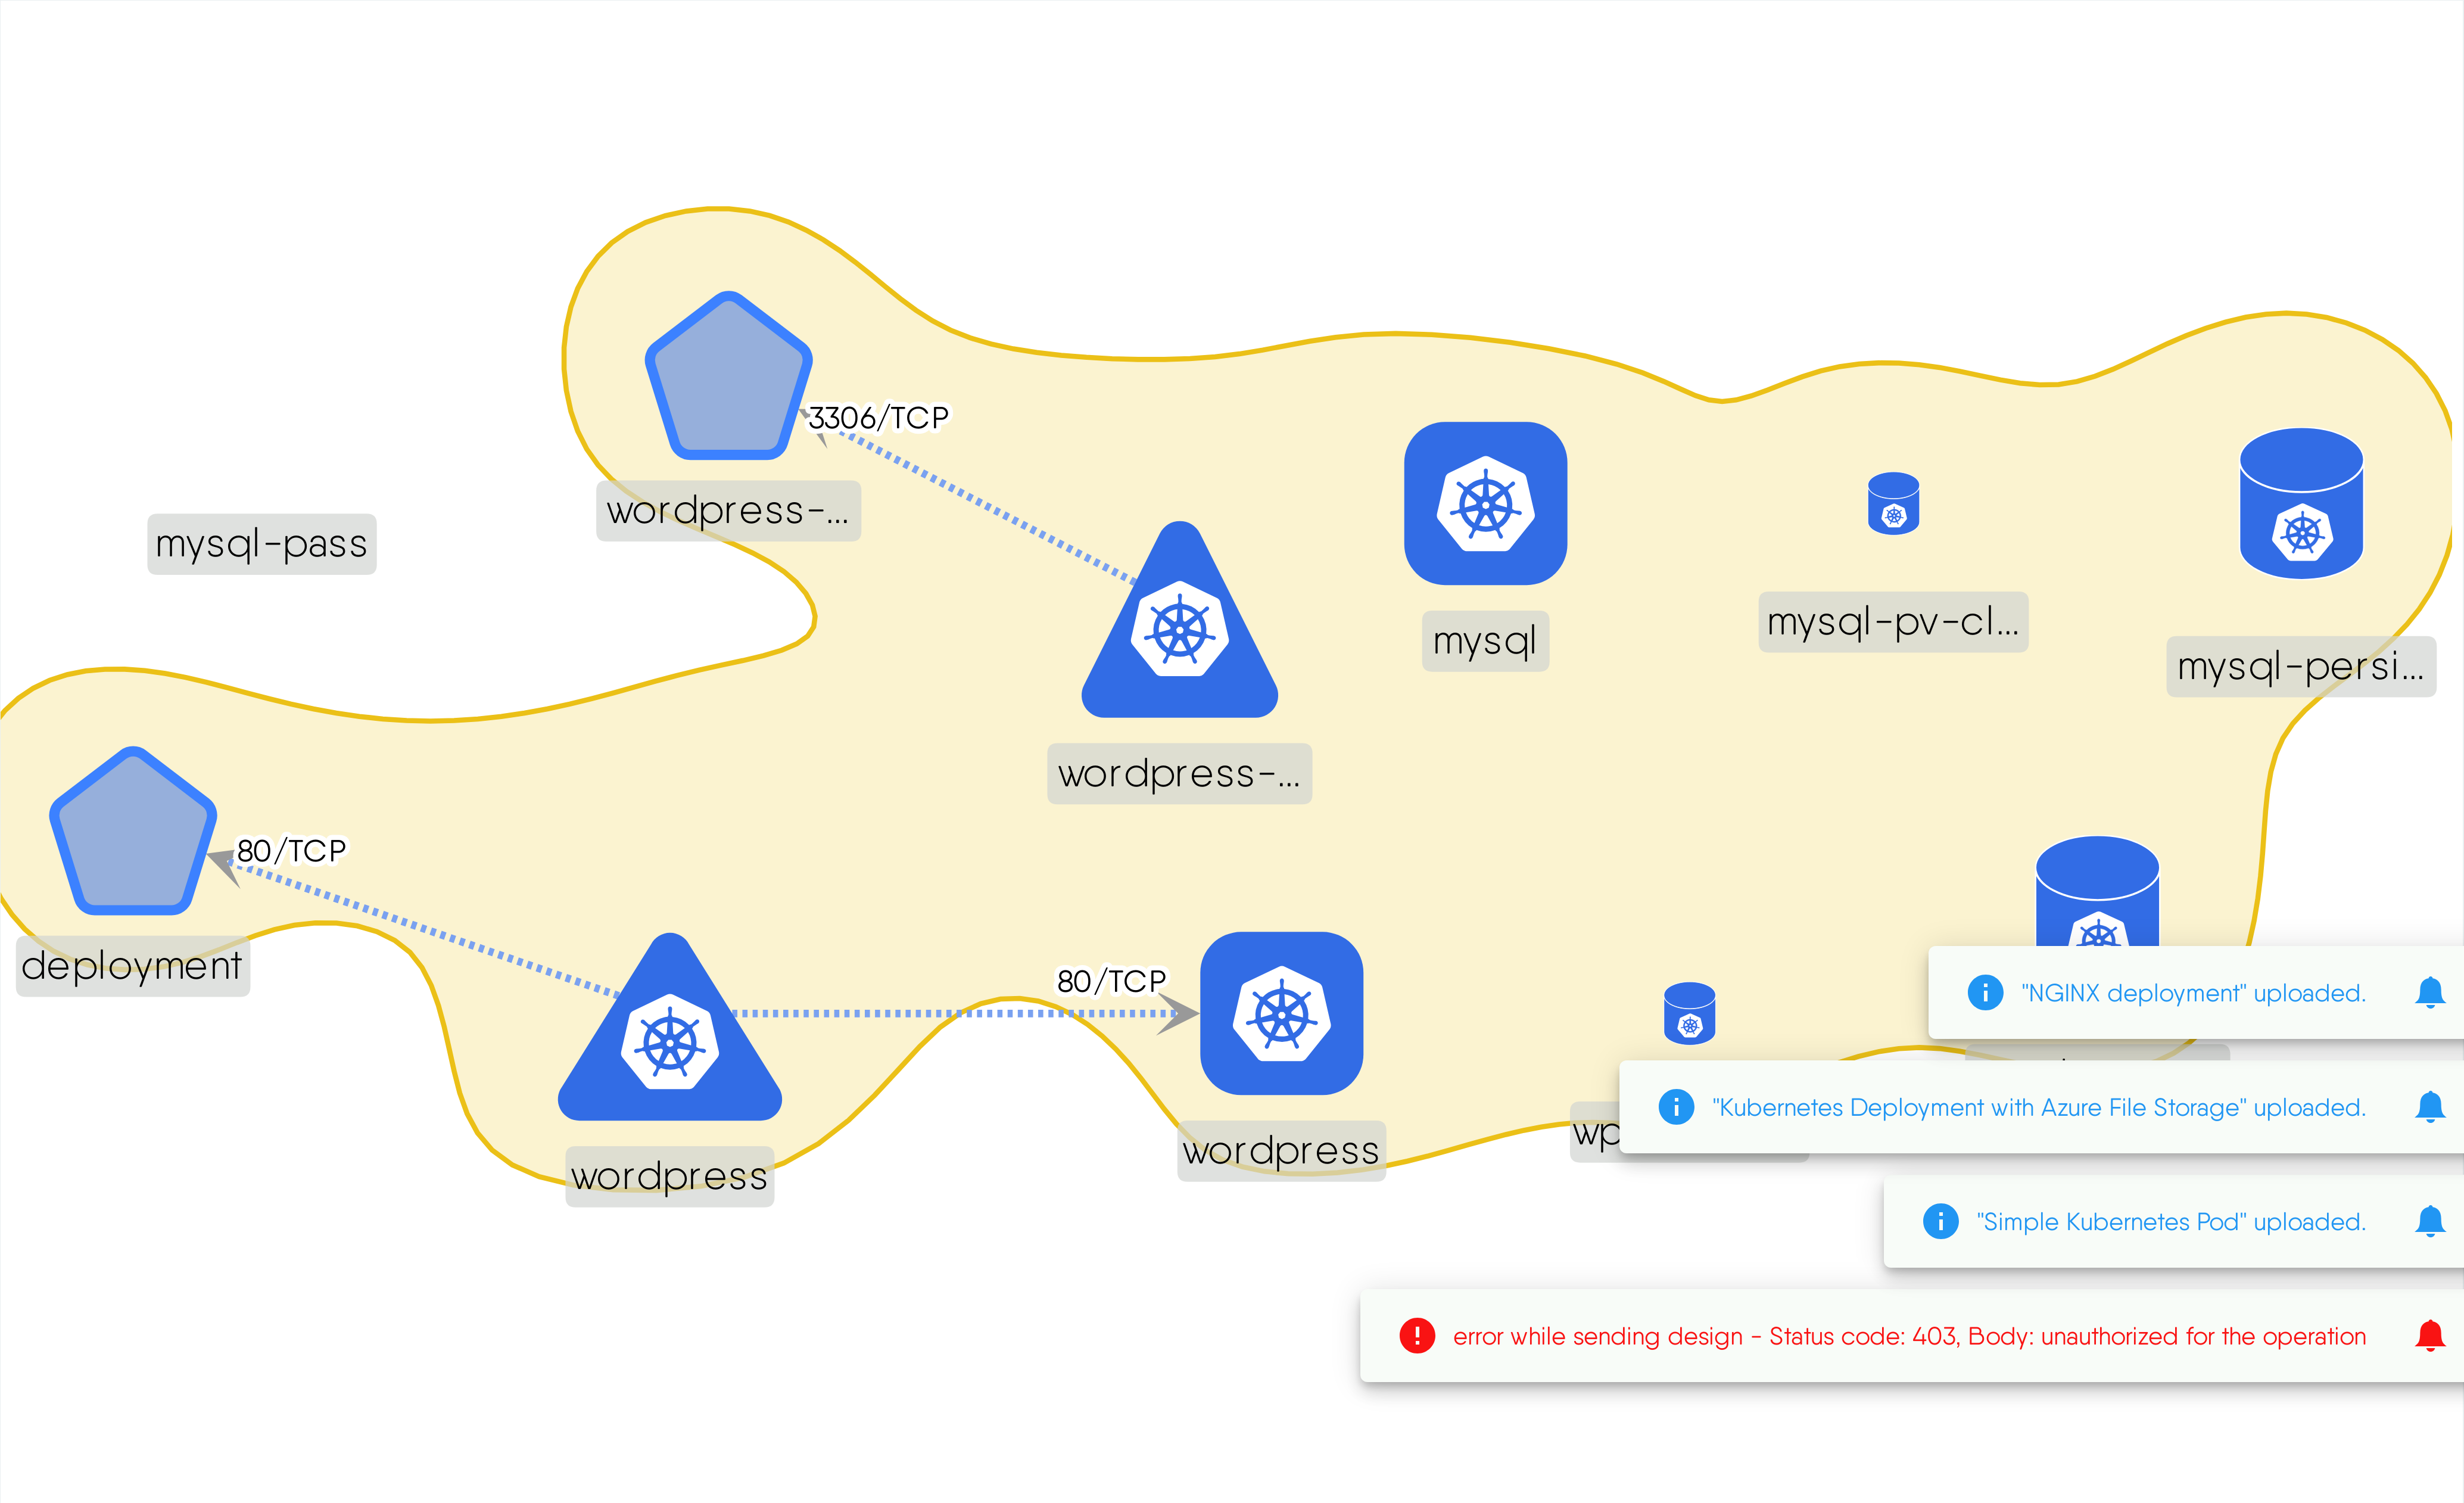 3306/TCP
wordpress-...
mysql-pass
mysql
mysql-pv-cl...
mysql-persi...
wordpress-...
80/TCP
deployment
80/TCP
wordpress
wordpress
"NGINX deployment" uploaded.
"Kubernetes Deployment with Azure File Storage" uploaded.
"Simple Kubernetes Pod" uploaded.
error while sending design - Status code: 403, Body: unauthorized for the operation